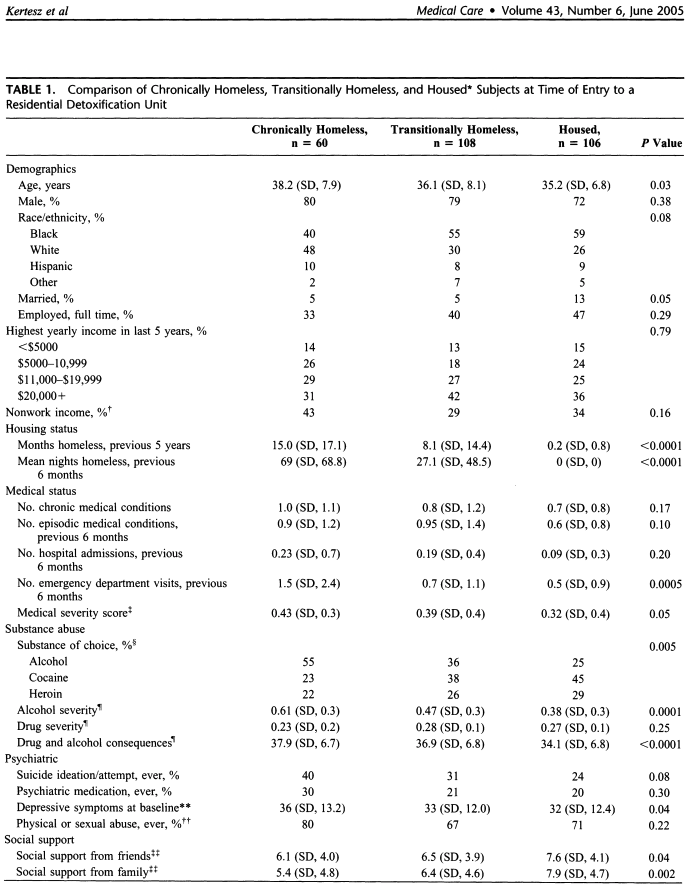 Kertesz et al Medical Care • Volume 43, Number 6, June 2005
TABLE 1. Comparison of Chronically Homeless, Transitionally Homeless, and Housed* Subjects at Time of Entry to a
Residential Detoxification Unit
Chronically Homeless, Transitionally Homeless, Housed,
n = 60 n = 108 n = 106 P Value
Demographics
Age, years 38.2 (SD, 7.9) 36.1 (SD, 8.1) 35.2 (SD, 6.8) 0.03
Male, % 80 79 72 0.38
Race/ethnicity, % 0.08
Black 40 55 59
White 48 30 26
Hispanic 10 8 9
Other 2 7 5
Married, % 5 5 13 0.05
Employed, full time, % 33 40 47 0.29
Highest yearly income in last 5 years, % 0.79
<$5000 14 13 15
$5000–10,999 26 18 24
$11,000–$19,999 29 27 25
$20,000+ 31 42 36
Nonwork income, %† 43 29 34 0.16
Housing status
Months homeless, previous 5 years 15.0 (SD, 17.1) 8.1 (SD, 14.4) 0.2 (SD, 0.8) <0.0001
Mean nights homeless, previous 69 (SD, 68.8) 27.1 (SD, 48.5) 0 (SD, 0) <0.0001
6 months
Medical status
No. chronic medical conditions 1.0 (SD, 1.1) 0.8 (SD, 1.2) 0.7 (SD, 0.8) 0.17
No. episodic medical conditions, 0.9 (SD, 1.2) 0.95 (SD, 1.4) 0.6 (SD, 0.8) 0.10
previous 6 months
No. hospital admissions, previous 0.23 (SD, 0.7) 0.19 (SD, 0.4) 0.09 (SD, 0.3) 0.20
6 months
No. emergency department visits, previous 1.5 (SD, 2.4) 0.7 (SD, 1.1) 0.5 (SD, 0.9) 0.0005
6 months
Medical severity score‡ 0.43 (SD, 0.3) 0.39 (SD, 0.4) 0.32 (SD, 0.4) 0.05
Substance abuse
Substance of choice, %§ 0.005
Alcohol 55 36 25
Cocaine 23 38 45
Heroin 22 26 29
Alcohol severity¶ 0.61 (SD, 0.3) 0.47 (SD, 0.3) 0.38 (SD, 0.3) 0.0001
Drug severity¶ 0.23 (SD, 0.2) 0.28 (SD, 0.1) 0.27 (SD, 0.1) 0.25
Drug and alcohol consequences¶ 37.9 (SD, 6.7) 36.9 (SD, 6.8) 34.1 (SD, 6.8) <0.0001
Psychiatric
Suicide ideation/attempt, ever, % 40 31 24 0.08
Psychiatric medication, ever, % 30 21 20 0.30
Depressive symptoms at baseline** 36 (SD, 13.2) 33 (SD, 12.0) 32 (SD, 12.4) 0.04
Physical or sexual abuse, ever, %†† 80 67 71 0.22
Social support
Social support from friends‡‡ 6.1 (SD, 4.0) 6.5 (SD, 3.9) 7.6 (SD, 4.1) 0.04
Social support from family‡‡ 5.4 (SD, 4.8) 6.4 (SD, 4.6) 7.9 (SD, 4.7) 0.002